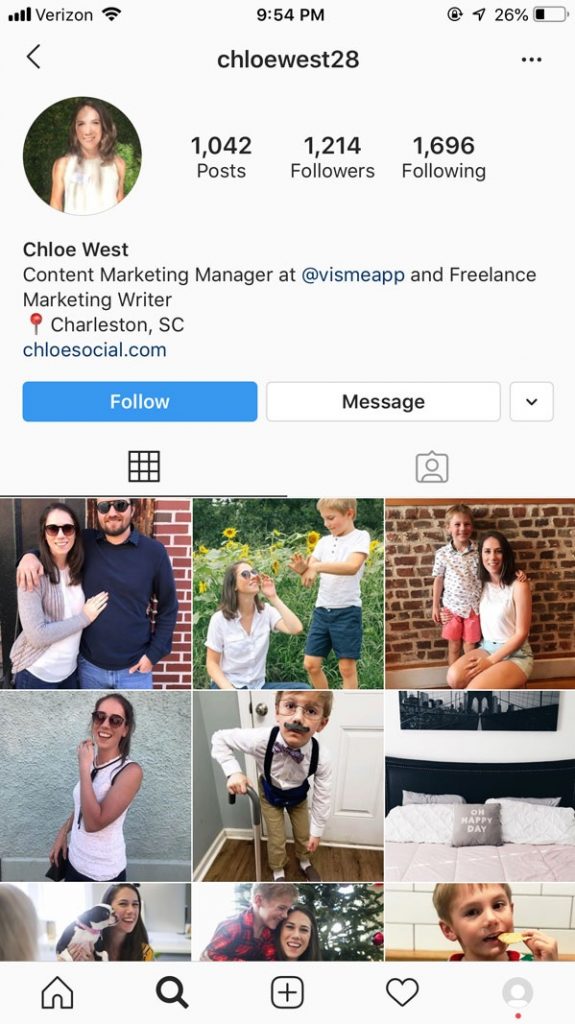 Verizon 9:54 PM 26%
chloewest28
1,042 1,214 1,696
Posts Followers Following
Chloe West
Content Marketing Manager at @vismeapp and Freelance
Marketing Writer
📍 Charleston, SC
chloesocial.com
Follow Message
OH
HAPPY
DAY